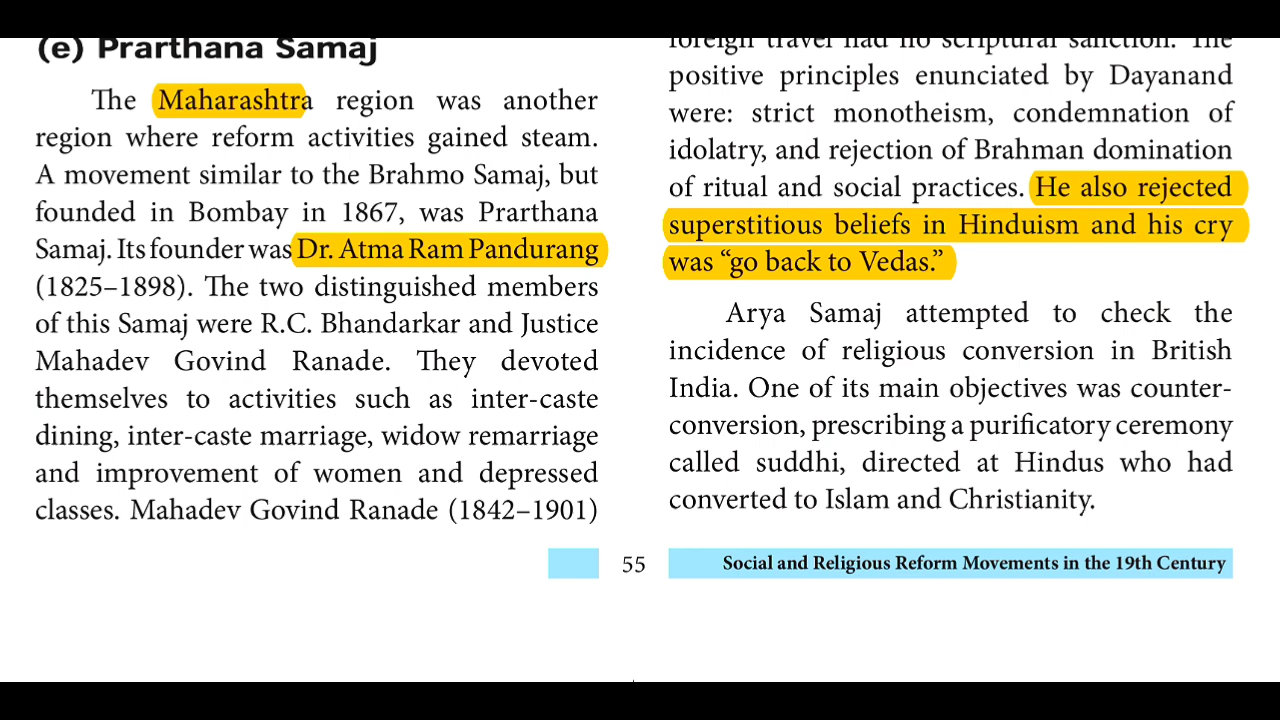 (e) Prarthana Samaj
The Maharashtra region was another
region where reform activities gained steam.
A movement similar to the Brahmo Samaj, but
founded in Bombay in 1867, was Prarthana
Samaj. Its founder was Dr. Atma Ram Pandurang
(1825–1898). The two distinguished members
of this Samaj were R.C. Bhandarkar and Justice
Mahadev Govind Ranade. They devoted
themselves to activities such as inter-caste
dining, inter-caste marriage, widow remarriage
and improvement of women and depressed
classes. Mahadev Govind Ranade (1842–1901)
foreign travel had no scriptural sanction. The
positive principles enunciated by Dayanand
were: strict monotheism, condemnation of
idolatry, and rejection of Brahman domination
of ritual and social practices. He also rejected
superstitious beliefs in Hinduism and his cry
was “go back to Vedas.”
Arya Samaj attempted to check the
incidence of religious conversion in British
India. One of its main objectives was counter-
conversion, prescribing a purificatory ceremony
called suddhi, directed at Hindus who had
converted to Islam and Christianity.
55
Social and Religious Reform Movements in the 19th Century